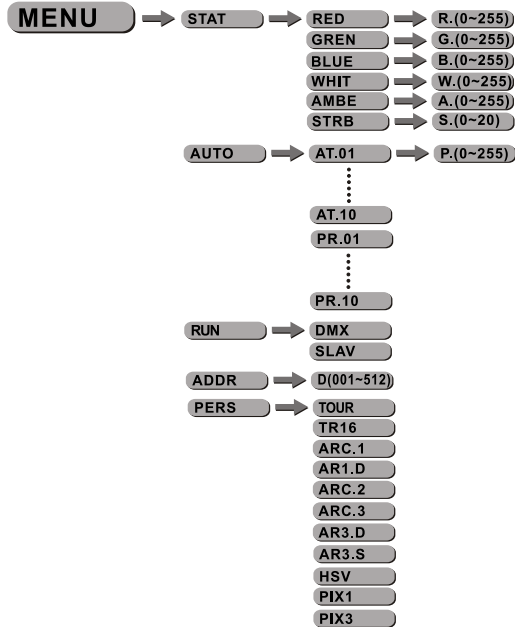 MENU STAT RED R.(0~255)
GREN G.(0~255)
BLUE B.(0~255)
WHIT W.(0~255)
AMBE A.(0~255)
STRB S.(0~20)
AUTO AT.01 P.(0~255)
AT.10
PR.01
PR.10
RUN DMX
SLAV
ADDR D(001~512)
PERS TOUR
TR16
ARC.1
AR1.D
ARC.2
ARC.3
AR3.D
AR3.S
HSV
PIX1
PIX3